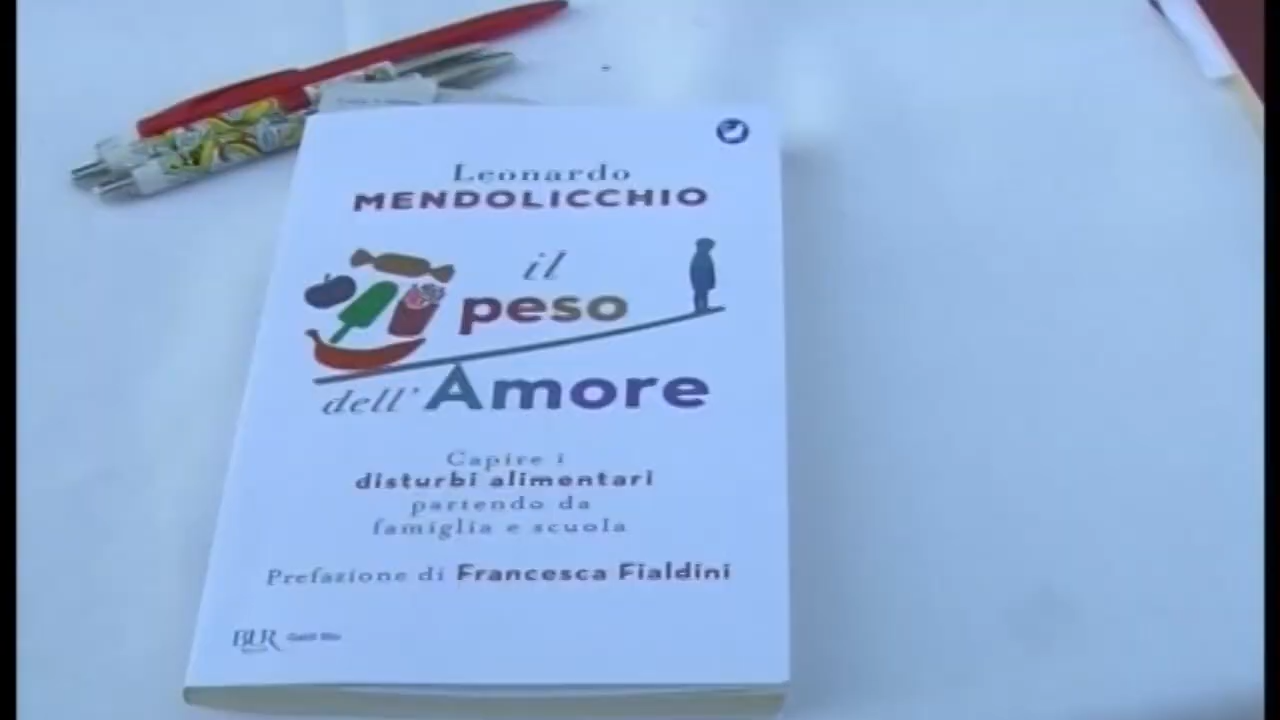 Leonardo
MENDOLICCHIO
il
peso
dell'Amore
Capire i
disturbi alimentari
partendo da
famiglia e scuola
Prefazione di Francesca Fialdini
BUR